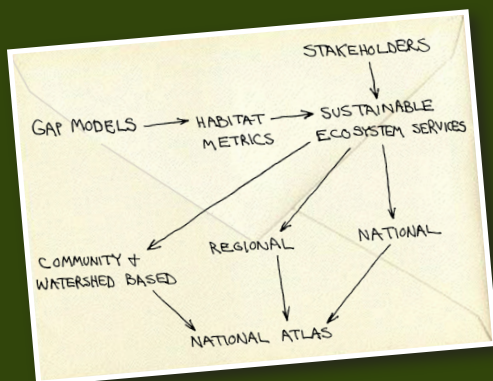 STAKEHOLDERS
GAP MODELS
HABITAT
METRICS
SUSTAINABLE
ECOSYSTEM SERVICES
COMMUNITY &
WATERSHED BASED
REGIONAL
NATIONAL
NATIONAL ATLAS